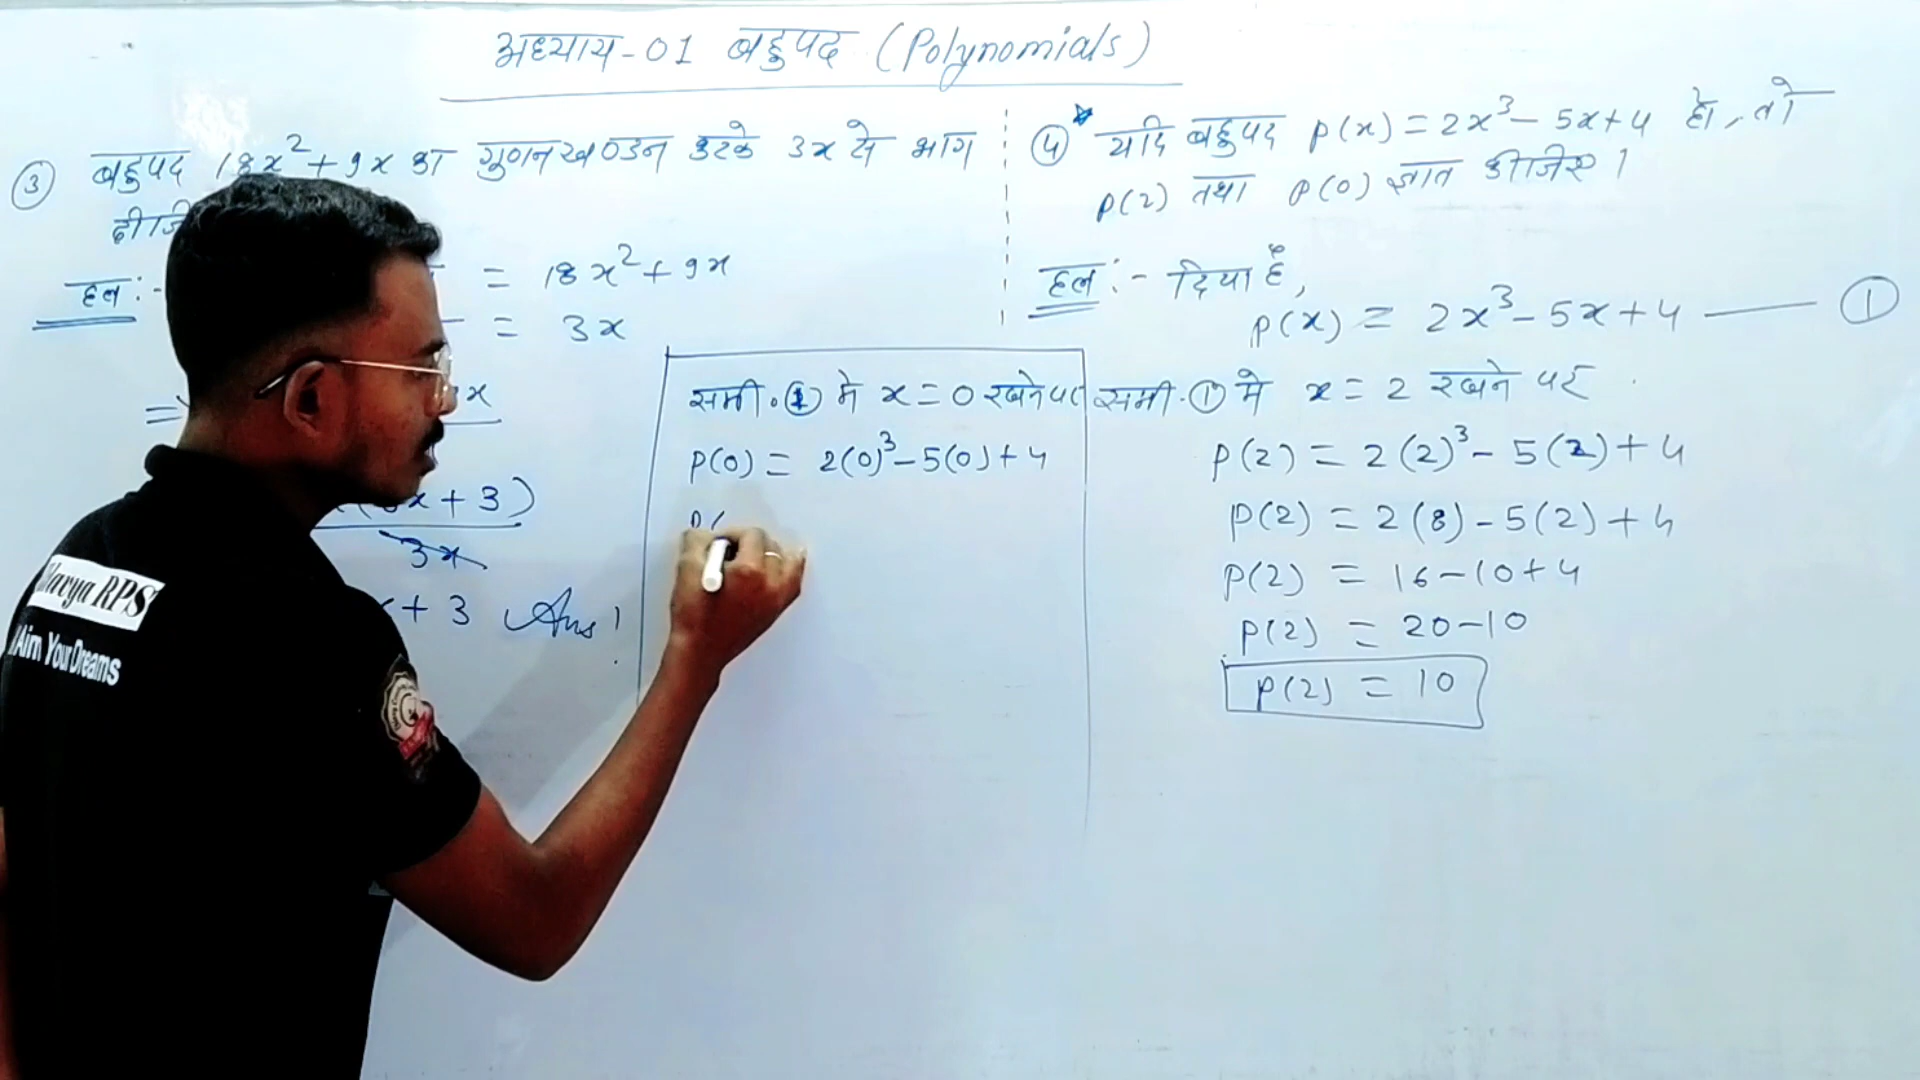 अध्याय-01 बहुपद (Polynomials)
③ बहुपद 18x² + 9x का गुणनखण्डन करके 3x से भाग
हल :-
= 18x² + 9x
= 3x
x
x + 3)
3x
+ 3 Ans!
④ यदि बहुपद p(x) = 2x³ - 5x + 4 हो, तो
p(2) तथा p(0) ज्ञात कीजिए।
हल :- दिया है,
p(x) = 2x³ - 5x + 4 —— ①
समी. ① मे x = 2 रखने पर
p(2) = 2(2)³ - 5(2) + 4
p(2) = 2(8) - 5(2) + 4
p(2) = 16 - 10 + 4
p(2) = 20 - 10
p(2) = 10
समी. ① मे x = 0 रखने पर
p(0) = 2(0)³ - 5(0) + 4
p(
RPS
Aim Your Dreams